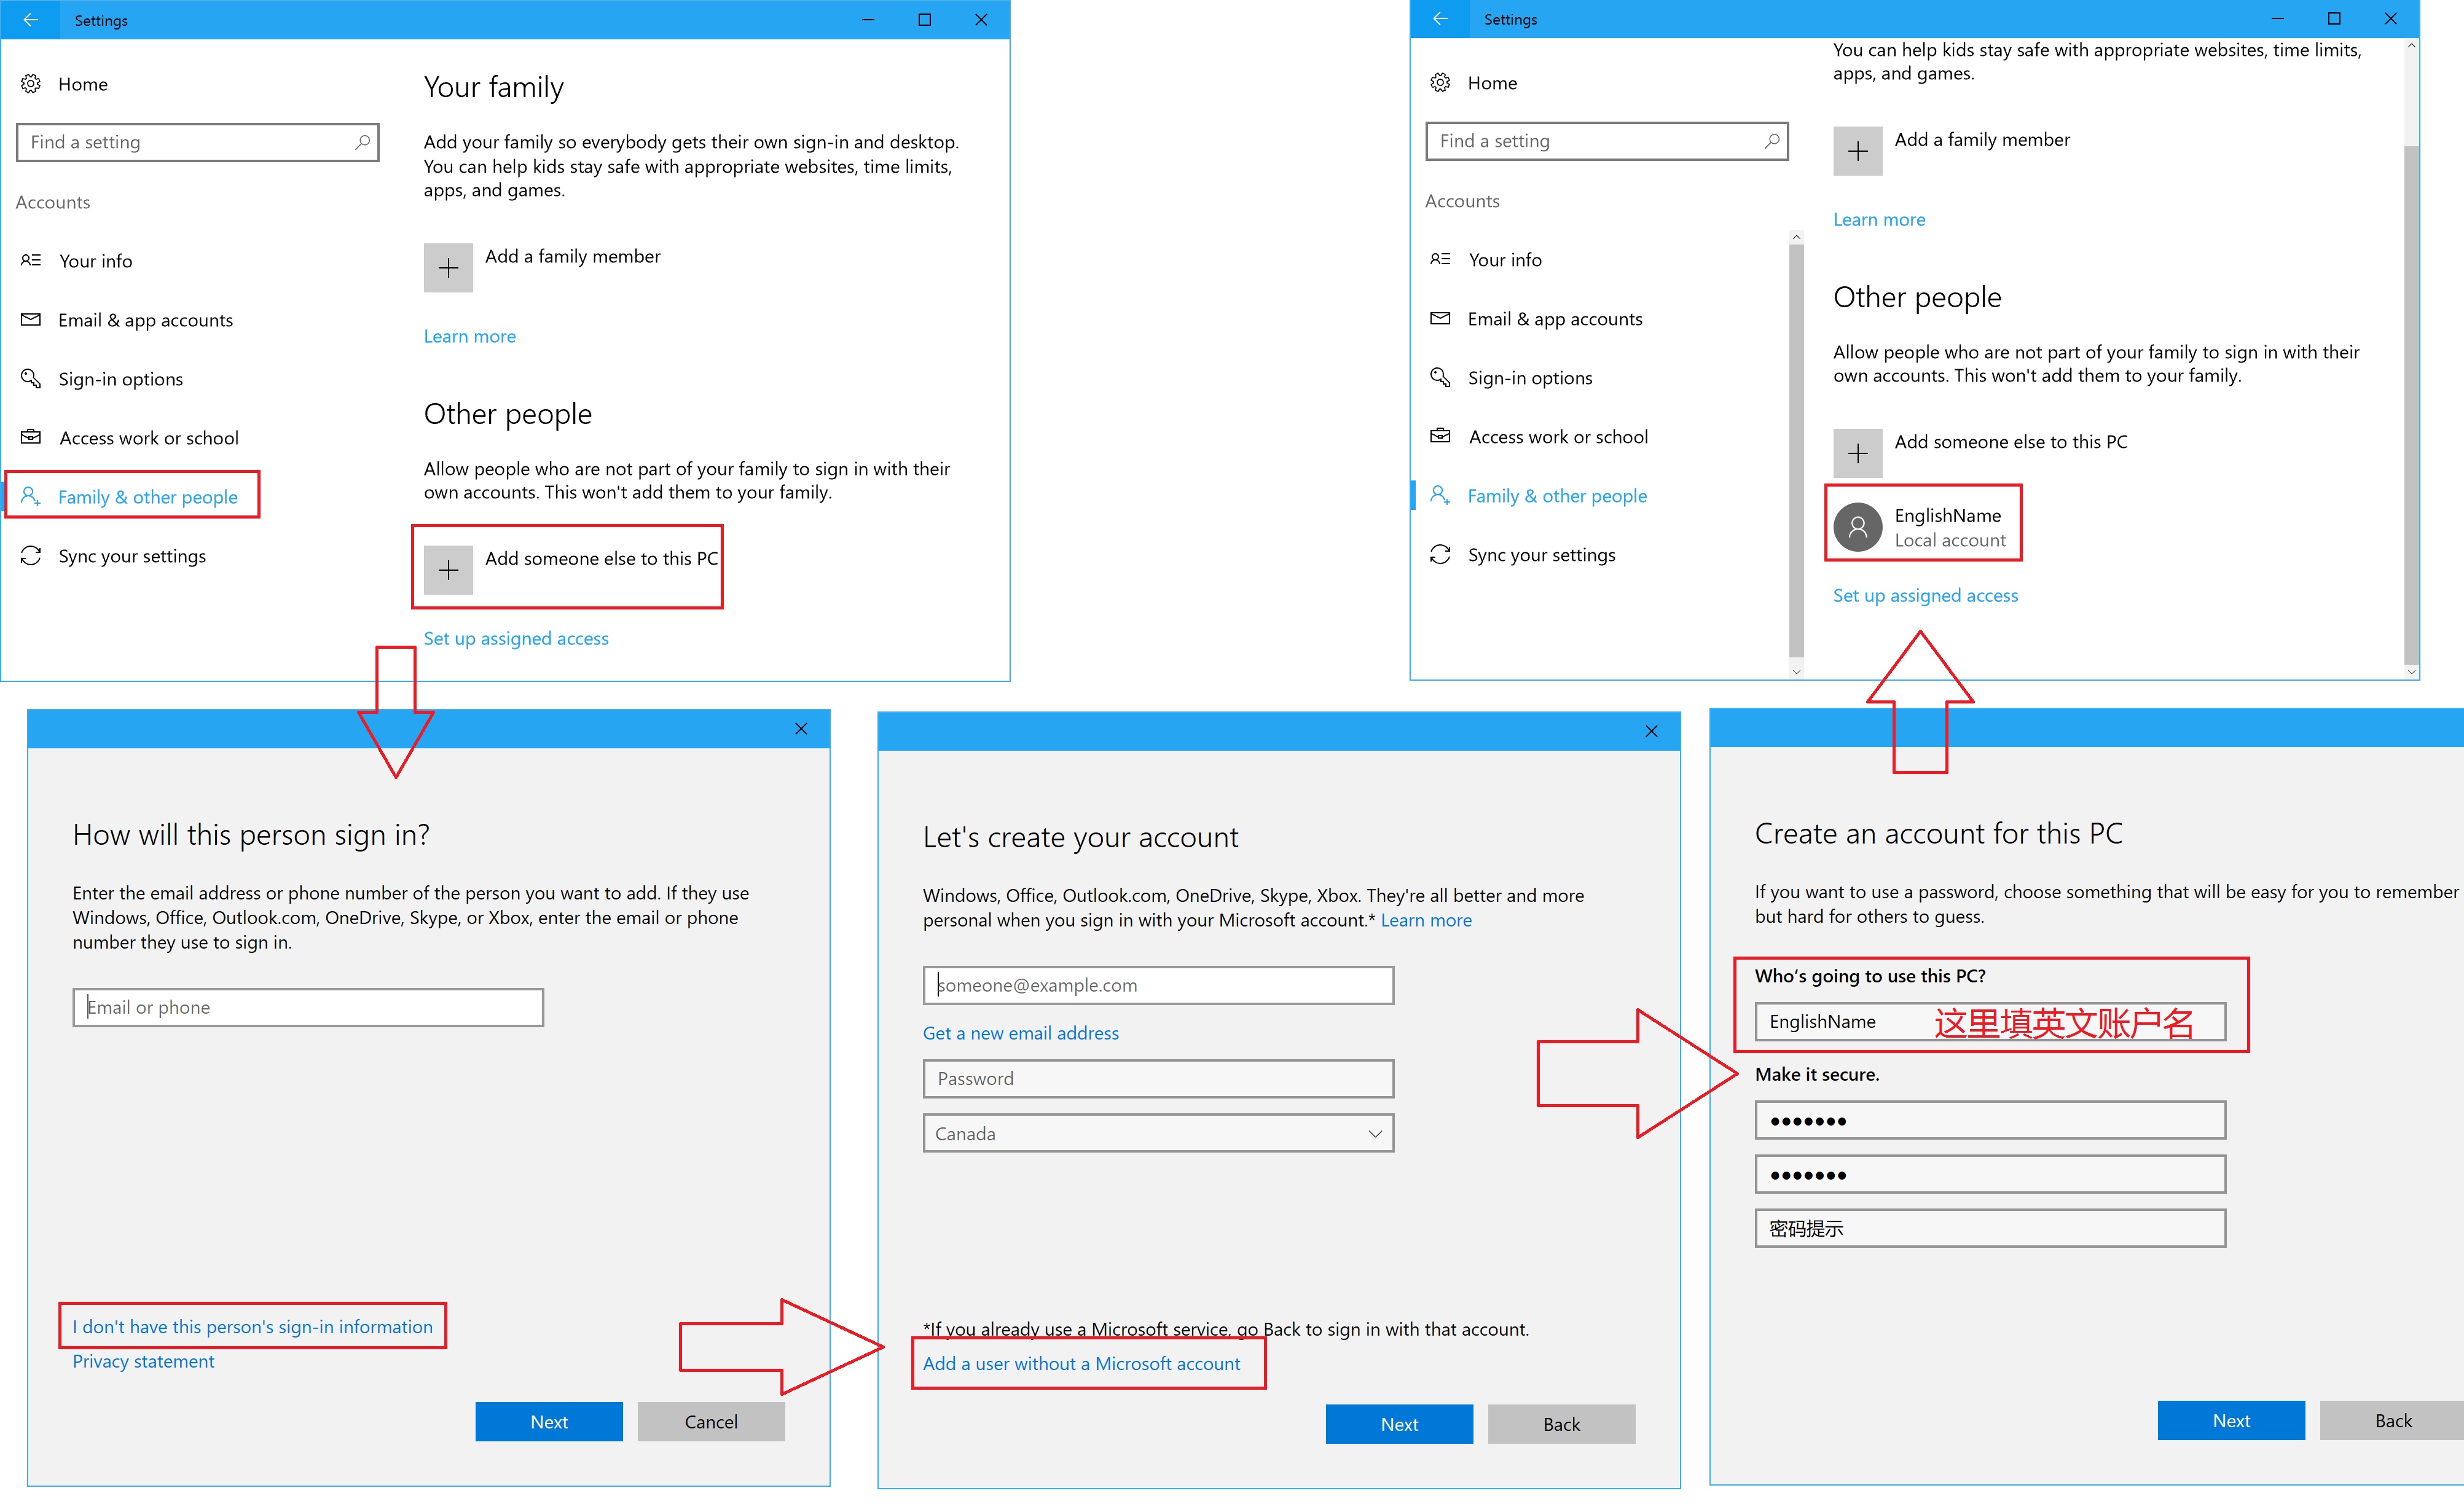 Settings
Home
Find a setting
Accounts
Your info
Email & app accounts
Sign-in options
Access work or school
Family & other people
Sync your settings
Your family
Add your family so everybody gets their own sign-in and desktop.
You can help kids stay safe with appropriate websites, time limits,
apps, and games.
Add a family member
Learn more
Other people
Allow people who are not part of your family to sign in with their
own accounts. This won't add them to your family.
Add someone else to this PC
Set up assigned access
Settings
Home
Find a setting
Accounts
Your info
Email & app accounts
Sign-in options
Access work or school
Family & other people
Sync your settings
You can help kids stay safe with appropriate websites, time limits,
apps, and games.
Add a family member
Learn more
Other people
Allow people who are not part of your family to sign in with their
own accounts. This won't add them to your family.
Add someone else to this PC
EnglishName
Local account
Set up assigned access
How will this person sign in?
Enter the email address or phone number of the person you want to add. If they use
Windows, Office, Outlook.com, OneDrive, Skype, or Xbox, enter the email or phone
number they use to sign in.
Email or phone
I don't have this person's sign-in information
Privacy statement
Next
Cancel
Let's create your account
Windows, Office, Outlook.com, OneDrive, Skype, Xbox. They're all better and more
personal when you sign in with your Microsoft account.* Learn more
someone@example.com
Get a new email address
Password
Canada
*If you already use a Microsoft service, go Back to sign in with that account.
Add a user without a Microsoft account
Next
Back
Create an account for this PC
If you want to use a password, choose something that will be easy for you to remember
but hard for others to guess.
Who's going to use this PC?
EnglishName 这里填英文账户名
Make it secure.
●●●●●●●
●●●●●●●
密码提示
Next
Back